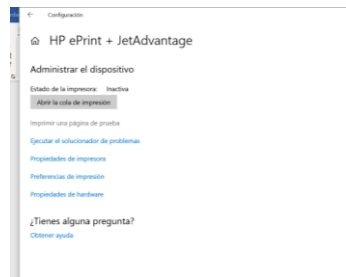 Configuración
HP ePrint + JetAdvantage
Administrar el dispositivo
Estado de la impresora: Inactiva
Abrir la cola de impresión
Imprimir una página de prueba
Ejecutar el solucionador de problemas
Propiedades de impresora
Preferencias de impresión
Propiedades de hardware
¿Tienes alguna pregunta?
Obtener ayuda